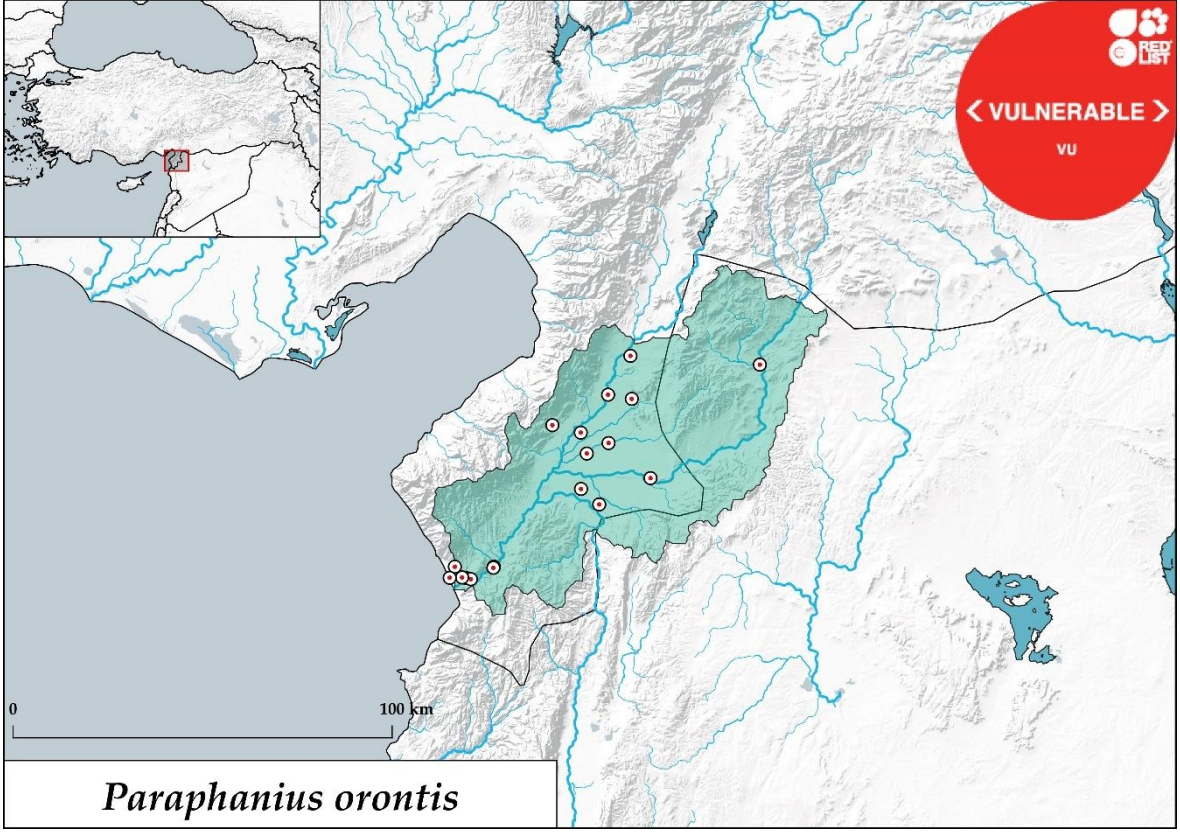 RED
LIST
< VULNERABLE >
VU
0
100 km
Paraphanius orontis